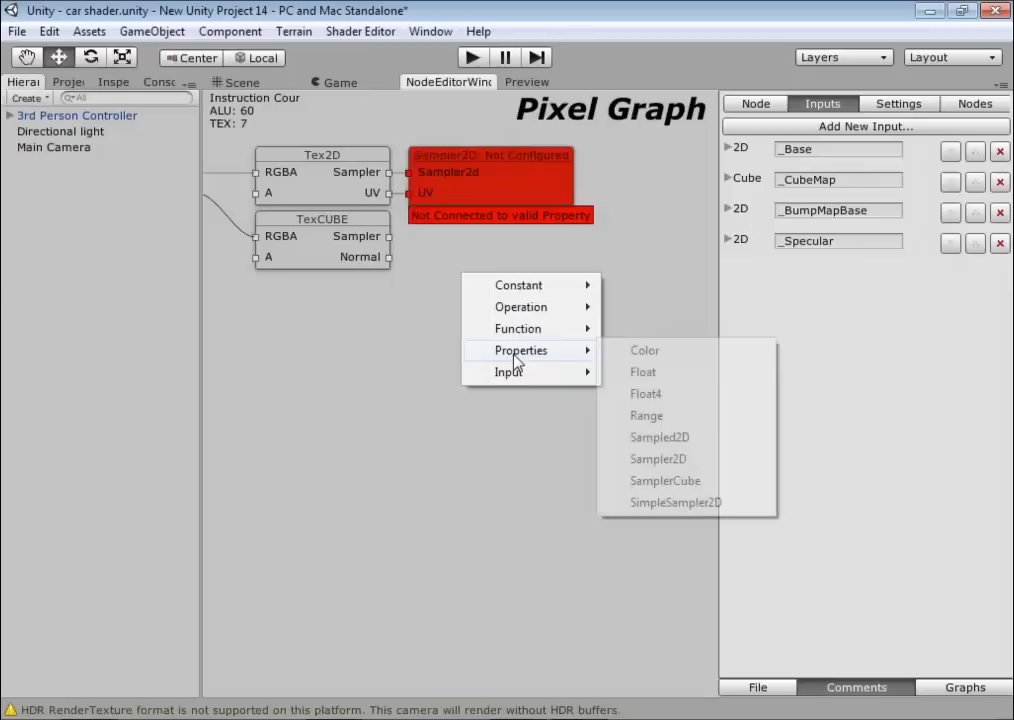 Unity - car shader.unity - New Unity Project 14 - PC and Mac Standalone*
File Edit Assets GameObject Component Terrain Shader Editor Window Help
Center Local Layers Layout
Hierar Projec Inspe Consc Scene Game NodeEditorWinc Preview
Create All
3rd Person Controller
Directional light
Main Camera
Instruction Cour
ALU: 60
TEX: 7
Pixel Graph
Tex2D
RGBA Sampler
A UV
Sampler2D Not Configured
Sampler2d
UV
Not Connected to valid Property
TexCUBE
RGBA Sampler
A Normal
Constant
Operation
Function
Properties
Input
Color
Float
Float4
Range
Sampled2D
Sampler2D
SamplerCube
SimpleSampler2D
Node Inputs Settings Nodes
Add New Input...
2D _Base
Cube _CubeMap
2D _BumpMapBase
2D _Specular
File Comments Graphs
HDR RenderTexture format is not supported on this platform. This camera will render without HDR buffers.